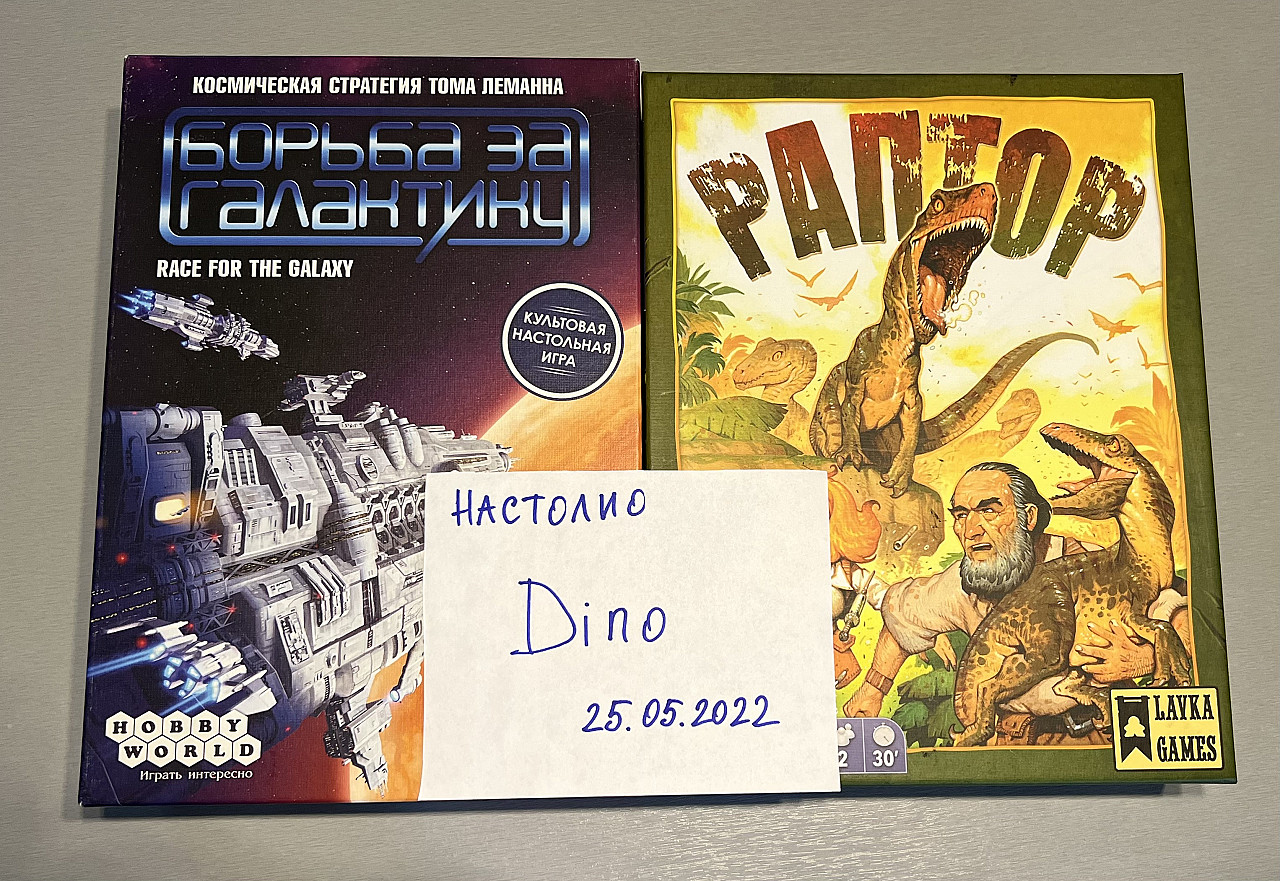 КОСМИЧЕСКАЯ СТРАТЕГИЯ ТОМА ЛЕМАННА
БОРЬБА ЗА
ГАЛАКТИКУ
RACE FOR THE GALAXY
КУЛЬТОВАЯ
НАСТОЛЬНАЯ
ИГРА
HOBBY
WORLD
Играть интересно
РАПТОР
2
30'
LAVKA
GAMES
НАСТОЛИО
Dino
25.05.2022